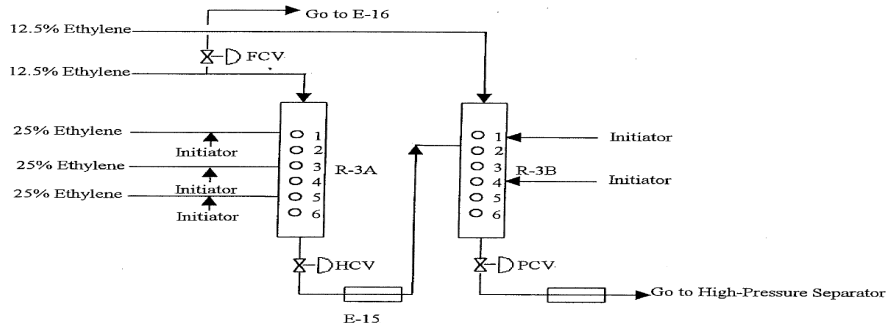 Go to E-16
12.5% Ethylene
FCV
12.5% Ethylene
25% Ethylene
Initiator
25% Ethylene
Initiator
25% Ethylene
Initiator
1
2
3
4
5
6
R-3A
HCV
E-15
1
2
3
4
5
6
R-3B
Initiator
Initiator
PCV
Go to High-Pressure Separator